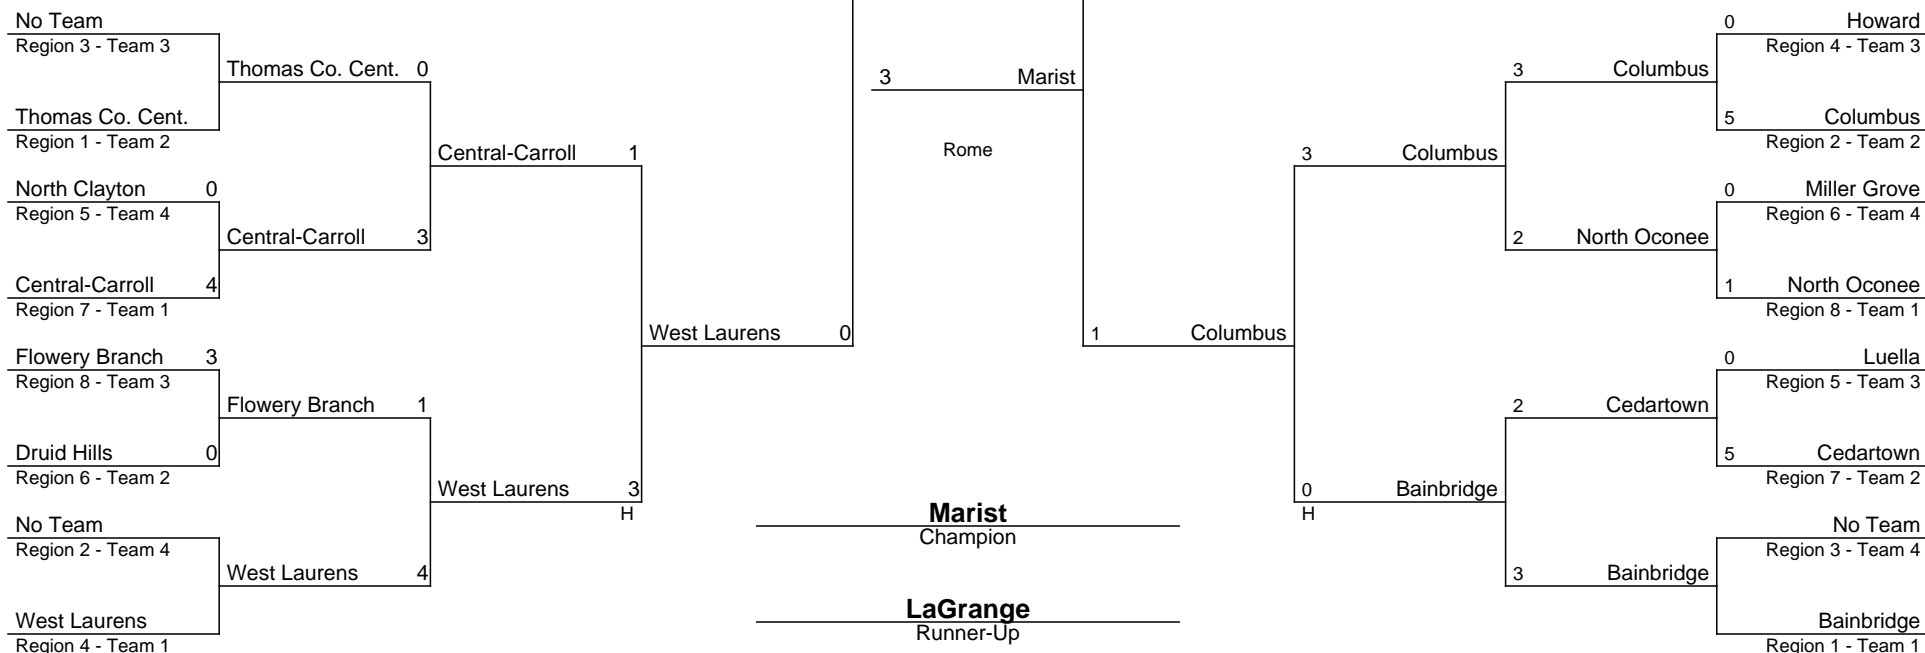 No Team
Region 3 - Team 3
Thomas Co. Cent. 0
Thomas Co. Cent.
Region 1 - Team 2
Central-Carroll 1
North Clayton 0
Region 5 - Team 4
Central-Carroll 3
Central-Carroll 4
Region 7 - Team 1
West Laurens 0
Flowery Branch 3
Region 8 - Team 3
Flowery Branch 1
Druid Hills 0
Region 6 - Team 2
West Laurens 3
H
No Team
Region 2 - Team 4
West Laurens 4
West Laurens
Region 4 - Team 1
3 Marist
Rome
Marist
Champion
LaGrange
Runner-Up
0 Howard
Region 4 - Team 3
3 Columbus
5 Columbus
Region 2 - Team 2
3 Columbus
0 Miller Grove
Region 6 - Team 4
2 North Oconee
1 North Oconee
Region 8 - Team 1
1 Columbus
0 Luella
Region 5 - Team 3
2 Cedartown
5 Cedartown
Region 7 - Team 2
0 Bainbridge
H
No Team
Region 3 - Team 4
3 Bainbridge
Bainbridge
Region 1 - Team 1